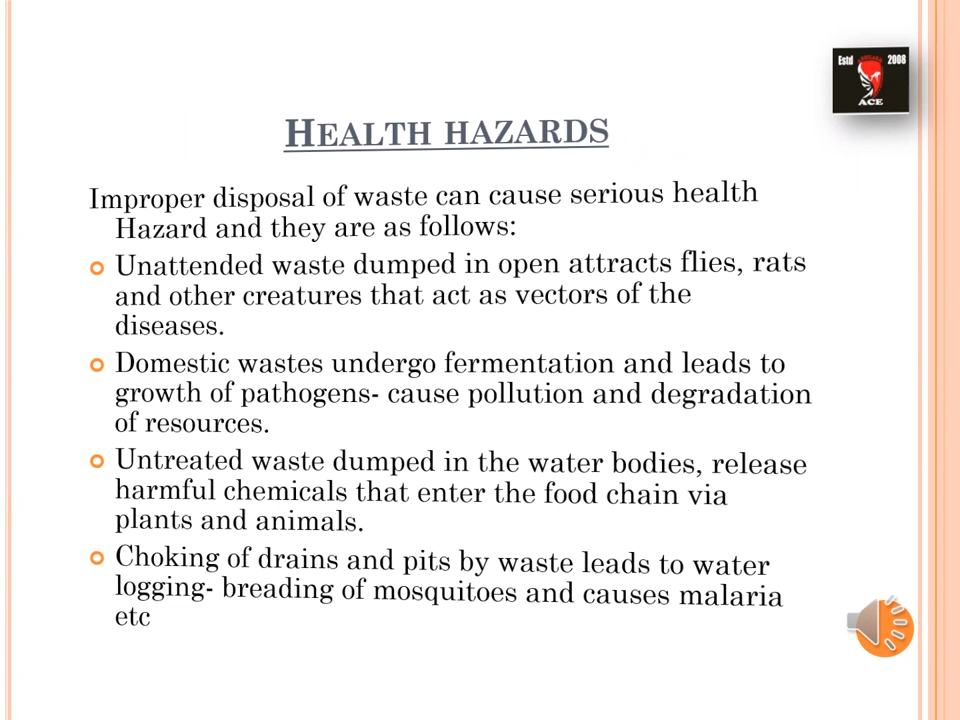 Estd 2008
ACE
HEALTH HAZARDS
Improper disposal of waste can cause serious health
Hazard and they are as follows:
Unattended waste dumped in open attracts flies, rats
and other creatures that act as vectors of the
diseases.
Domestic wastes undergo fermentation and leads to
growth of pathogens- cause pollution and degradation
of resources.
Untreated waste dumped in the water bodies, release
harmful chemicals that enter the food chain via
plants and animals.
Choking of drains and pits by waste leads to water
logging- breading of mosquitoes and causes malaria
etc